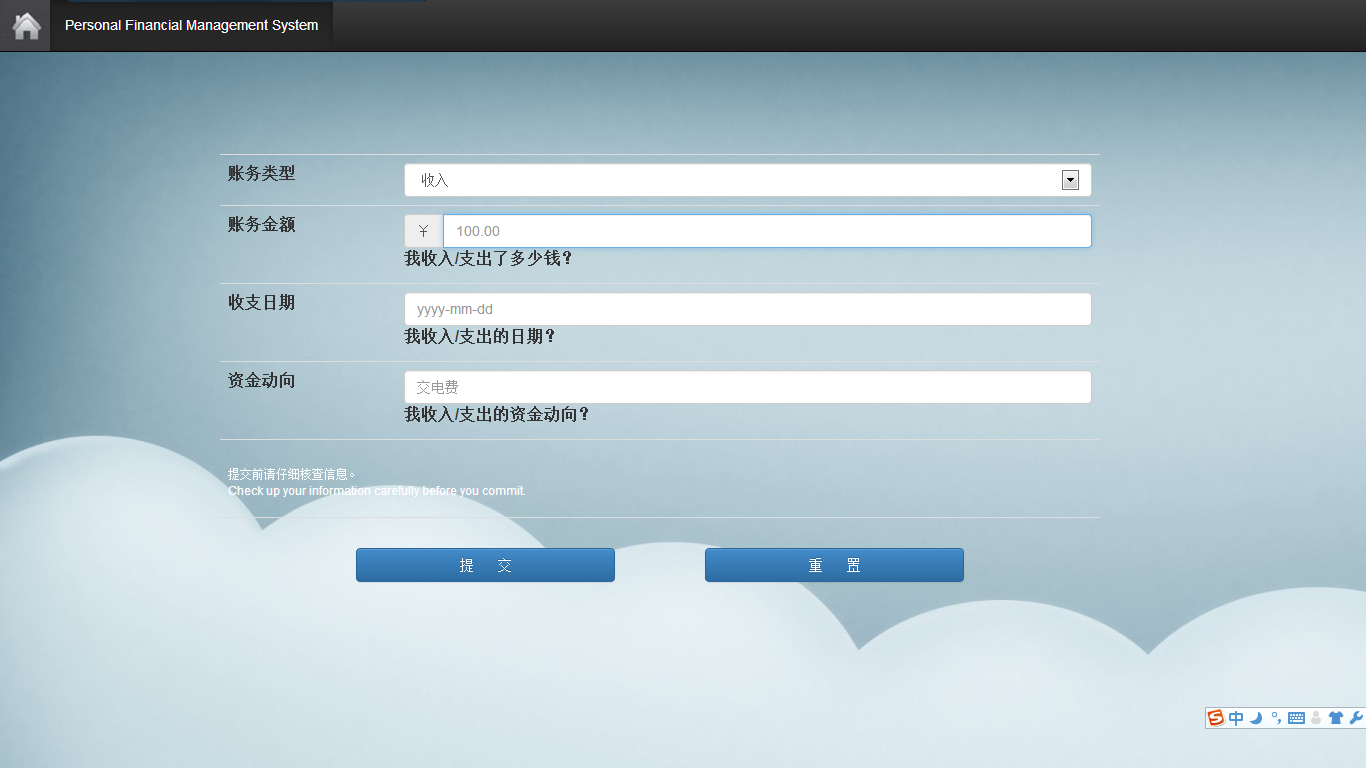 Personal Financial Management System
账务类型
收入
账务金额
¥ 100.00
我收入/支出了多少钱?
收支日期
yyyy-mm-dd
我收入/支出的日期?
资金动向
交电费
我收入/支出的资金动向?
提交前请仔细核查信息。
Check up your information carefully before you commit.
提 交 重 置
中